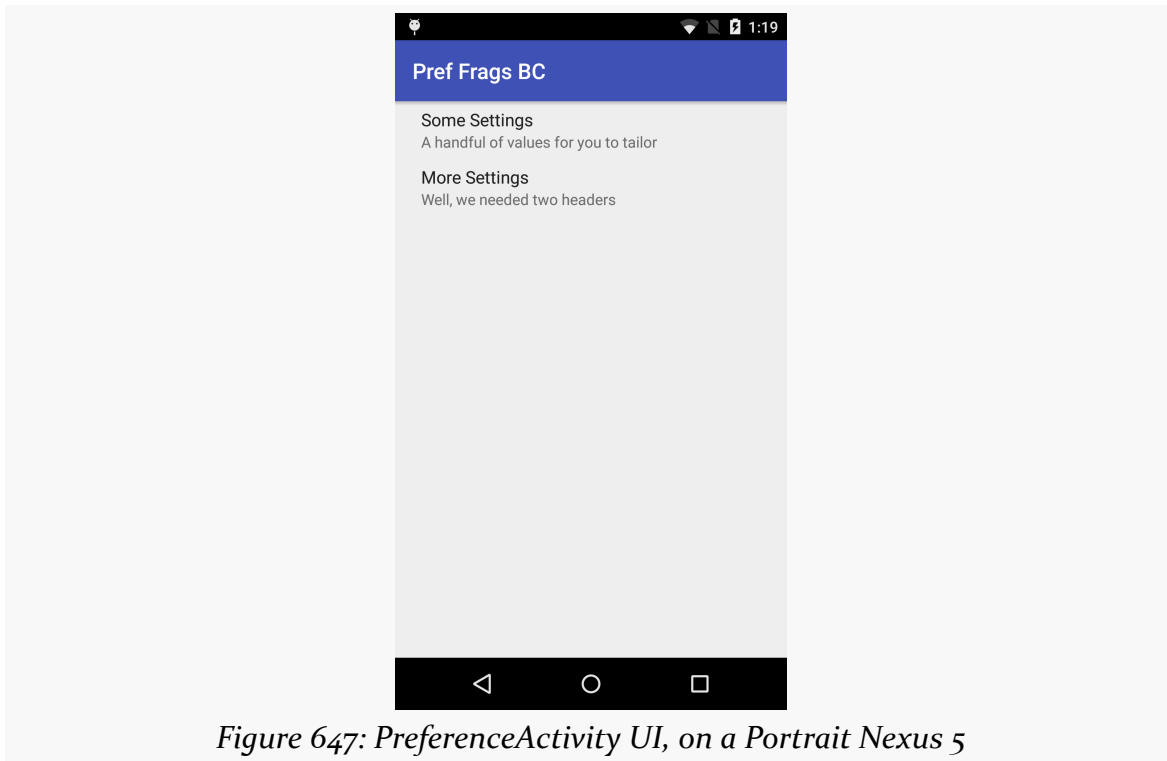 1:19
Pref Frags BC
Some Settings
A handful of values for you to tailor
More Settings
Well, we needed two headers
Figure 647: PreferenceActivity UI, on a Portrait Nexus 5